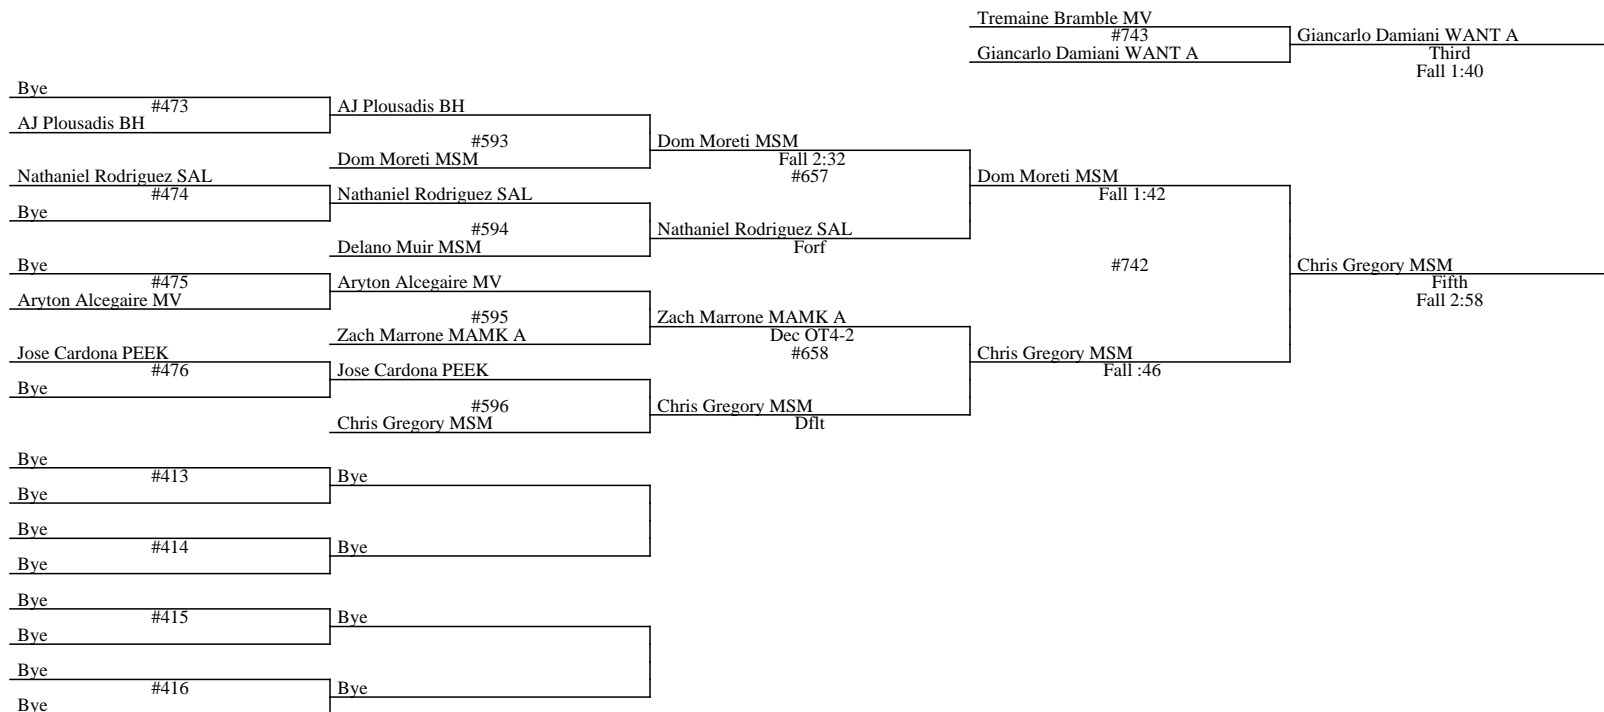 Tremaine Bramble MV
#743
Giancarlo Damiani WANT A
Giancarlo Damiani WANT A
Third
Fall 1:40
Bye
#473
AJ Plousadis BH
AJ Plousadis BH
#593
Dom Moreti MSM
Dom Moreti MSM
Fall 2:32
#657
Nathaniel Rodriguez SAL
#474
Bye
Nathaniel Rodriguez SAL
#594
Delano Muir MSM
Nathaniel Rodriguez SAL
Forf
Dom Moreti MSM
Fall 1:42
#742
Bye
#475
Aryton Alcegaire MV
Aryton Alcegaire MV
#595
Zach Marrone MAMK A
Zach Marrone MAMK A
Dec OT4-2
#658
Jose Cardona PEEK
#476
Bye
Jose Cardona PEEK
#596
Chris Gregory MSM
Chris Gregory MSM
Dflt
Chris Gregory MSM
Fall :46
Chris Gregory MSM
Fifth
Fall 2:58
Bye
#413
Bye
Bye
Bye
#414
Bye
Bye
Bye
#415
Bye
Bye
Bye
#416
Bye
Bye